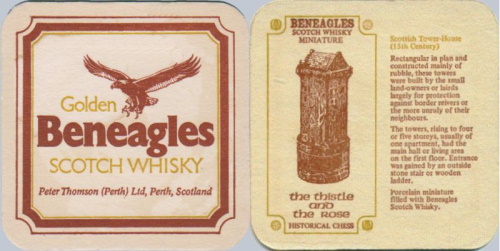 Golden
Beneagles
SCOTCH WHISKY
Peter Thomson (Perth) Ltd, Perth, Scotland
BENEAGLES
SCOTCH WHISKY
MINIATURE
the thistle
and
the rose
HISTORICAL CHESS
Scottish Tower-House
(15th Century)
Rectangular in plan and
constructed mainly of
rubble, these towers
were built by the small
land-owners or lairds
largely for protection
against border reivers or
the more unruly of their
neighbours.
The towers, rising to four
or five storeys, usually of
one apartment, had the
main hall or living area
on the first floor. Entrance
was gained by an outside
stone stair or wooden
ladder.
Porcelain miniature
filled with Beneagles
Scotch Whisky.